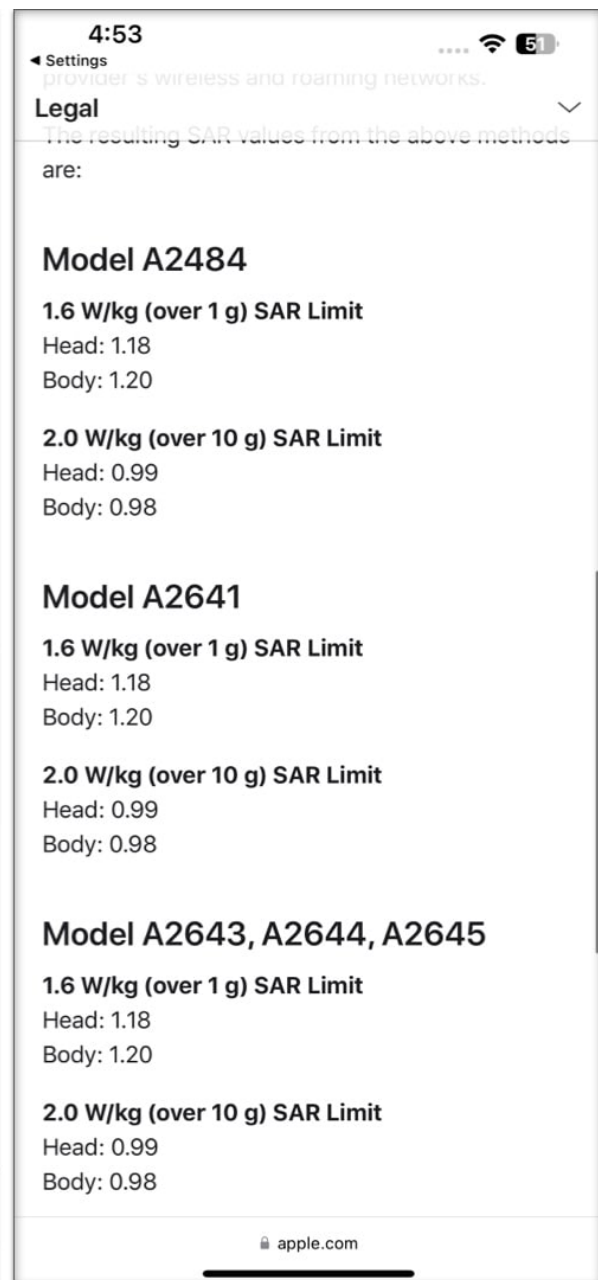 4:53
51
◀ Settings
provider's wireless and roaming networks.
Legal
The resulting SAR values from the above methods
are:
Model A2484
1.6 W/kg (over 1 g) SAR Limit
Head: 1.18
Body: 1.20
2.0 W/kg (over 10 g) SAR Limit
Head: 0.99
Body: 0.98
Model A2641
1.6 W/kg (over 1 g) SAR Limit
Head: 1.18
Body: 1.20
2.0 W/kg (over 10 g) SAR Limit
Head: 0.99
Body: 0.98
Model A2643, A2644, A2645
1.6 W/kg (over 1 g) SAR Limit
Head: 1.18
Body: 1.20
2.0 W/kg (over 10 g) SAR Limit
Head: 0.99
Body: 0.98
apple.com